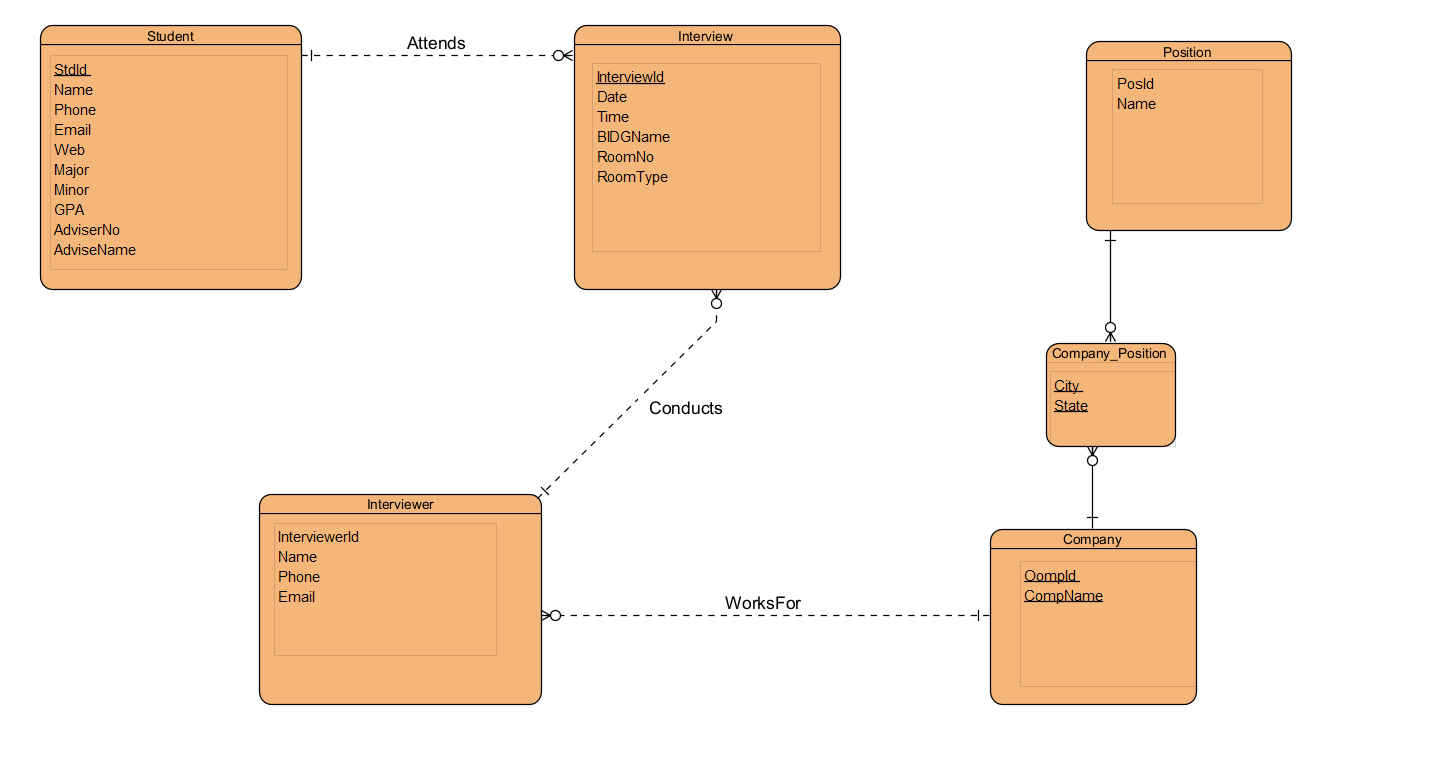 Student
StdId
Name
Phone
Email
Web
Major
Minor
GPA
AdviserNo
AdviseName
Attends
Interview
InterviewId
Date
Time
BIDGName
RoomNo
RoomType
Position
PosId
Name
Company_Position
City
State
Conducts
Interviewer
InterviewerId
Name
Phone
Email
WorksFor
Company
OompId
CompName